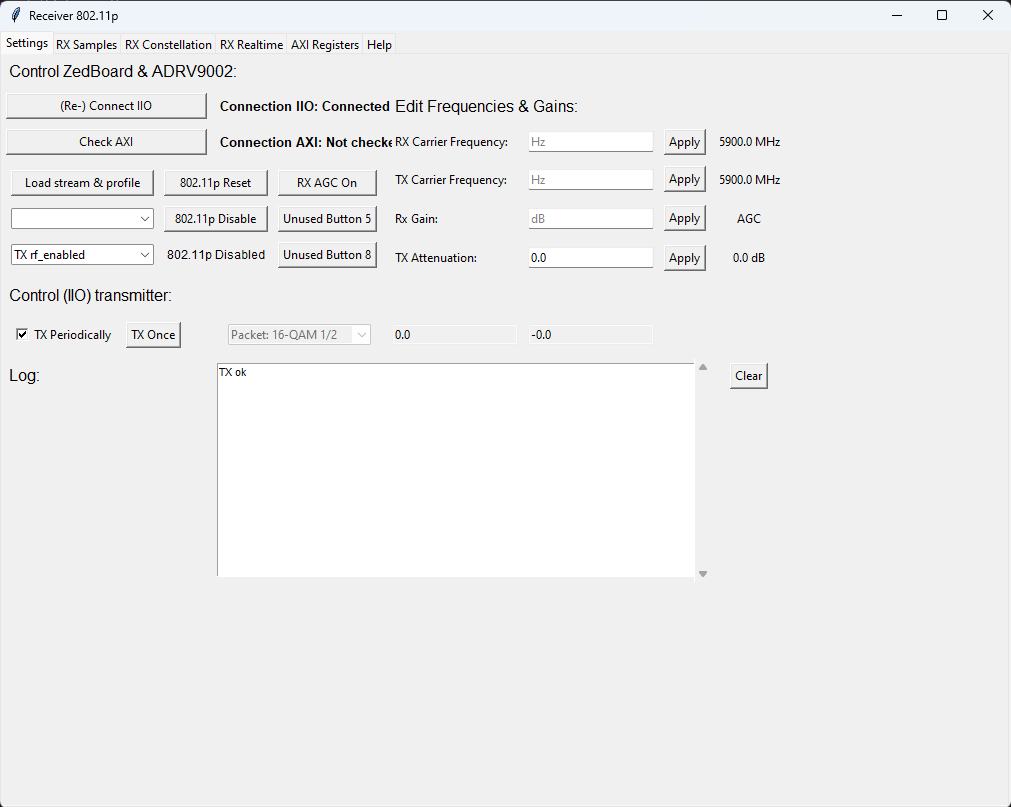 Receiver 802.11p
Settings RX Samples RX Constellation RX Realtime AXI Registers Help
Control ZedBoard & ADRV9002:
(Re-) Connect IIO Connection IIO: Connected Edit Frequencies & Gains:
Check AXI Connection AXI: Not checke RX Carrier Frequency: Hz Apply 5900.0 MHz
Load stream & profile 802.11p Reset RX AGC On TX Carrier Frequency: Hz Apply 5900.0 MHz
802.11p Disable Unused Button 5 Rx Gain: dB Apply AGC
TX rf_enabled 802.11p Disabled Unused Button 8 TX Attenuation: 0.0 Apply 0.0 dB
Control (IIO) transmitter:
TX Periodically TX Once Packet: 16-QAM 1/2 0.0 -0.0
Log: TX ok Clear